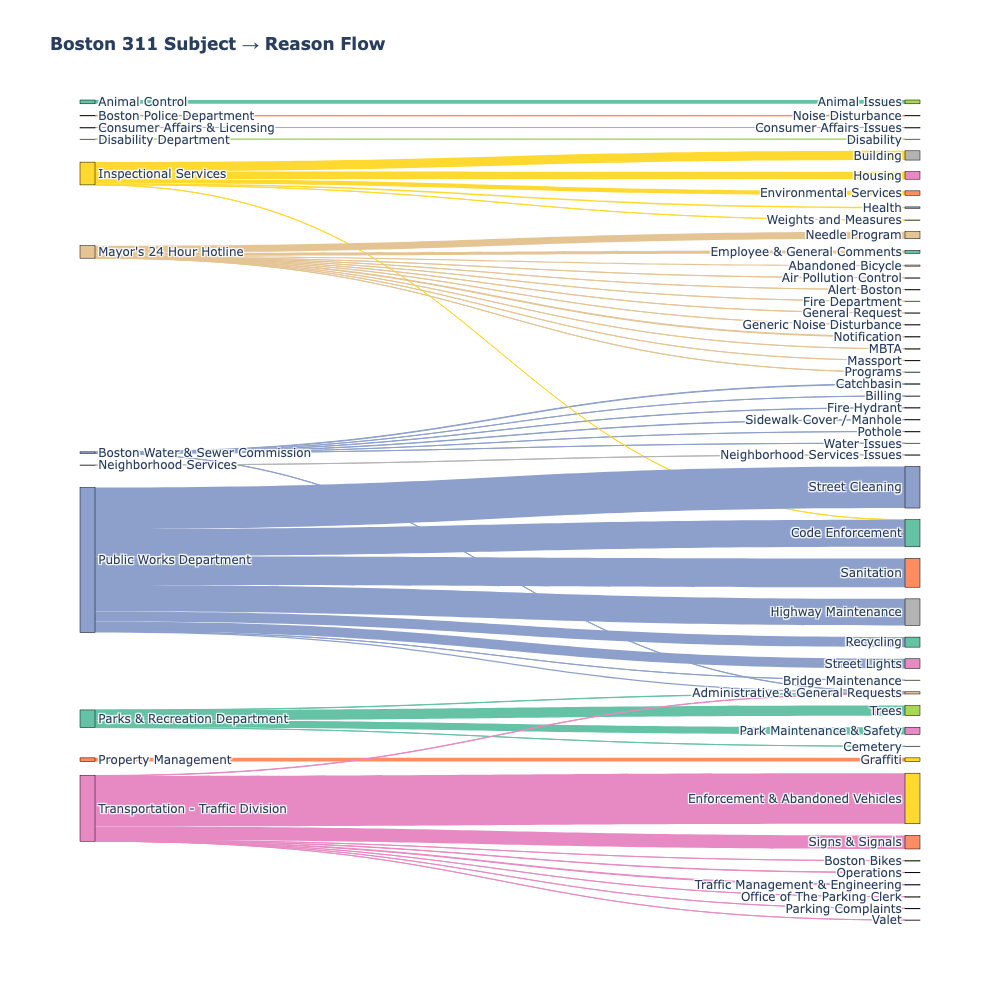 Boston 311 Subject → Reason Flow
Animal Control
Animal Issues
Boston Police Department
Noise Disturbance
Consumer Affairs & Licensing
Consumer Affairs Issues
Disability Department
Disability
Building
Inspectional Services
Housing
Environmental Services
Health
Weights and Measures
Needle Program
Mayor's 24 Hour Hotline
Employee & General Comments
Abandoned Bicycle
Air Pollution Control
Alert Boston
Fire Department
General Request
Generic Noise Disturbance
Notification
MBTA
Massport
Programs
Catchbasin
Billing
Fire Hydrant
Sidewalk Cover / Manhole
Pothole
Water Issues
Boston Water & Sewer Commission
Neighborhood Services Issues
Neighborhood Services
Street Cleaning
Code Enforcement
Public Works Department
Sanitation
Highway Maintenance
Recycling
Street Lights
Bridge Maintenance
Administrative & General Requests
Trees
Parks & Recreation Department
Park Maintenance & Safety
Cemetery
Property Management
Graffiti
Enforcement & Abandoned Vehicles
Transportation - Traffic Division
Signs & Signals
Boston Bikes
Operations
Traffic Management & Engineering
Office of The Parking Clerk
Parking Complaints
Valet